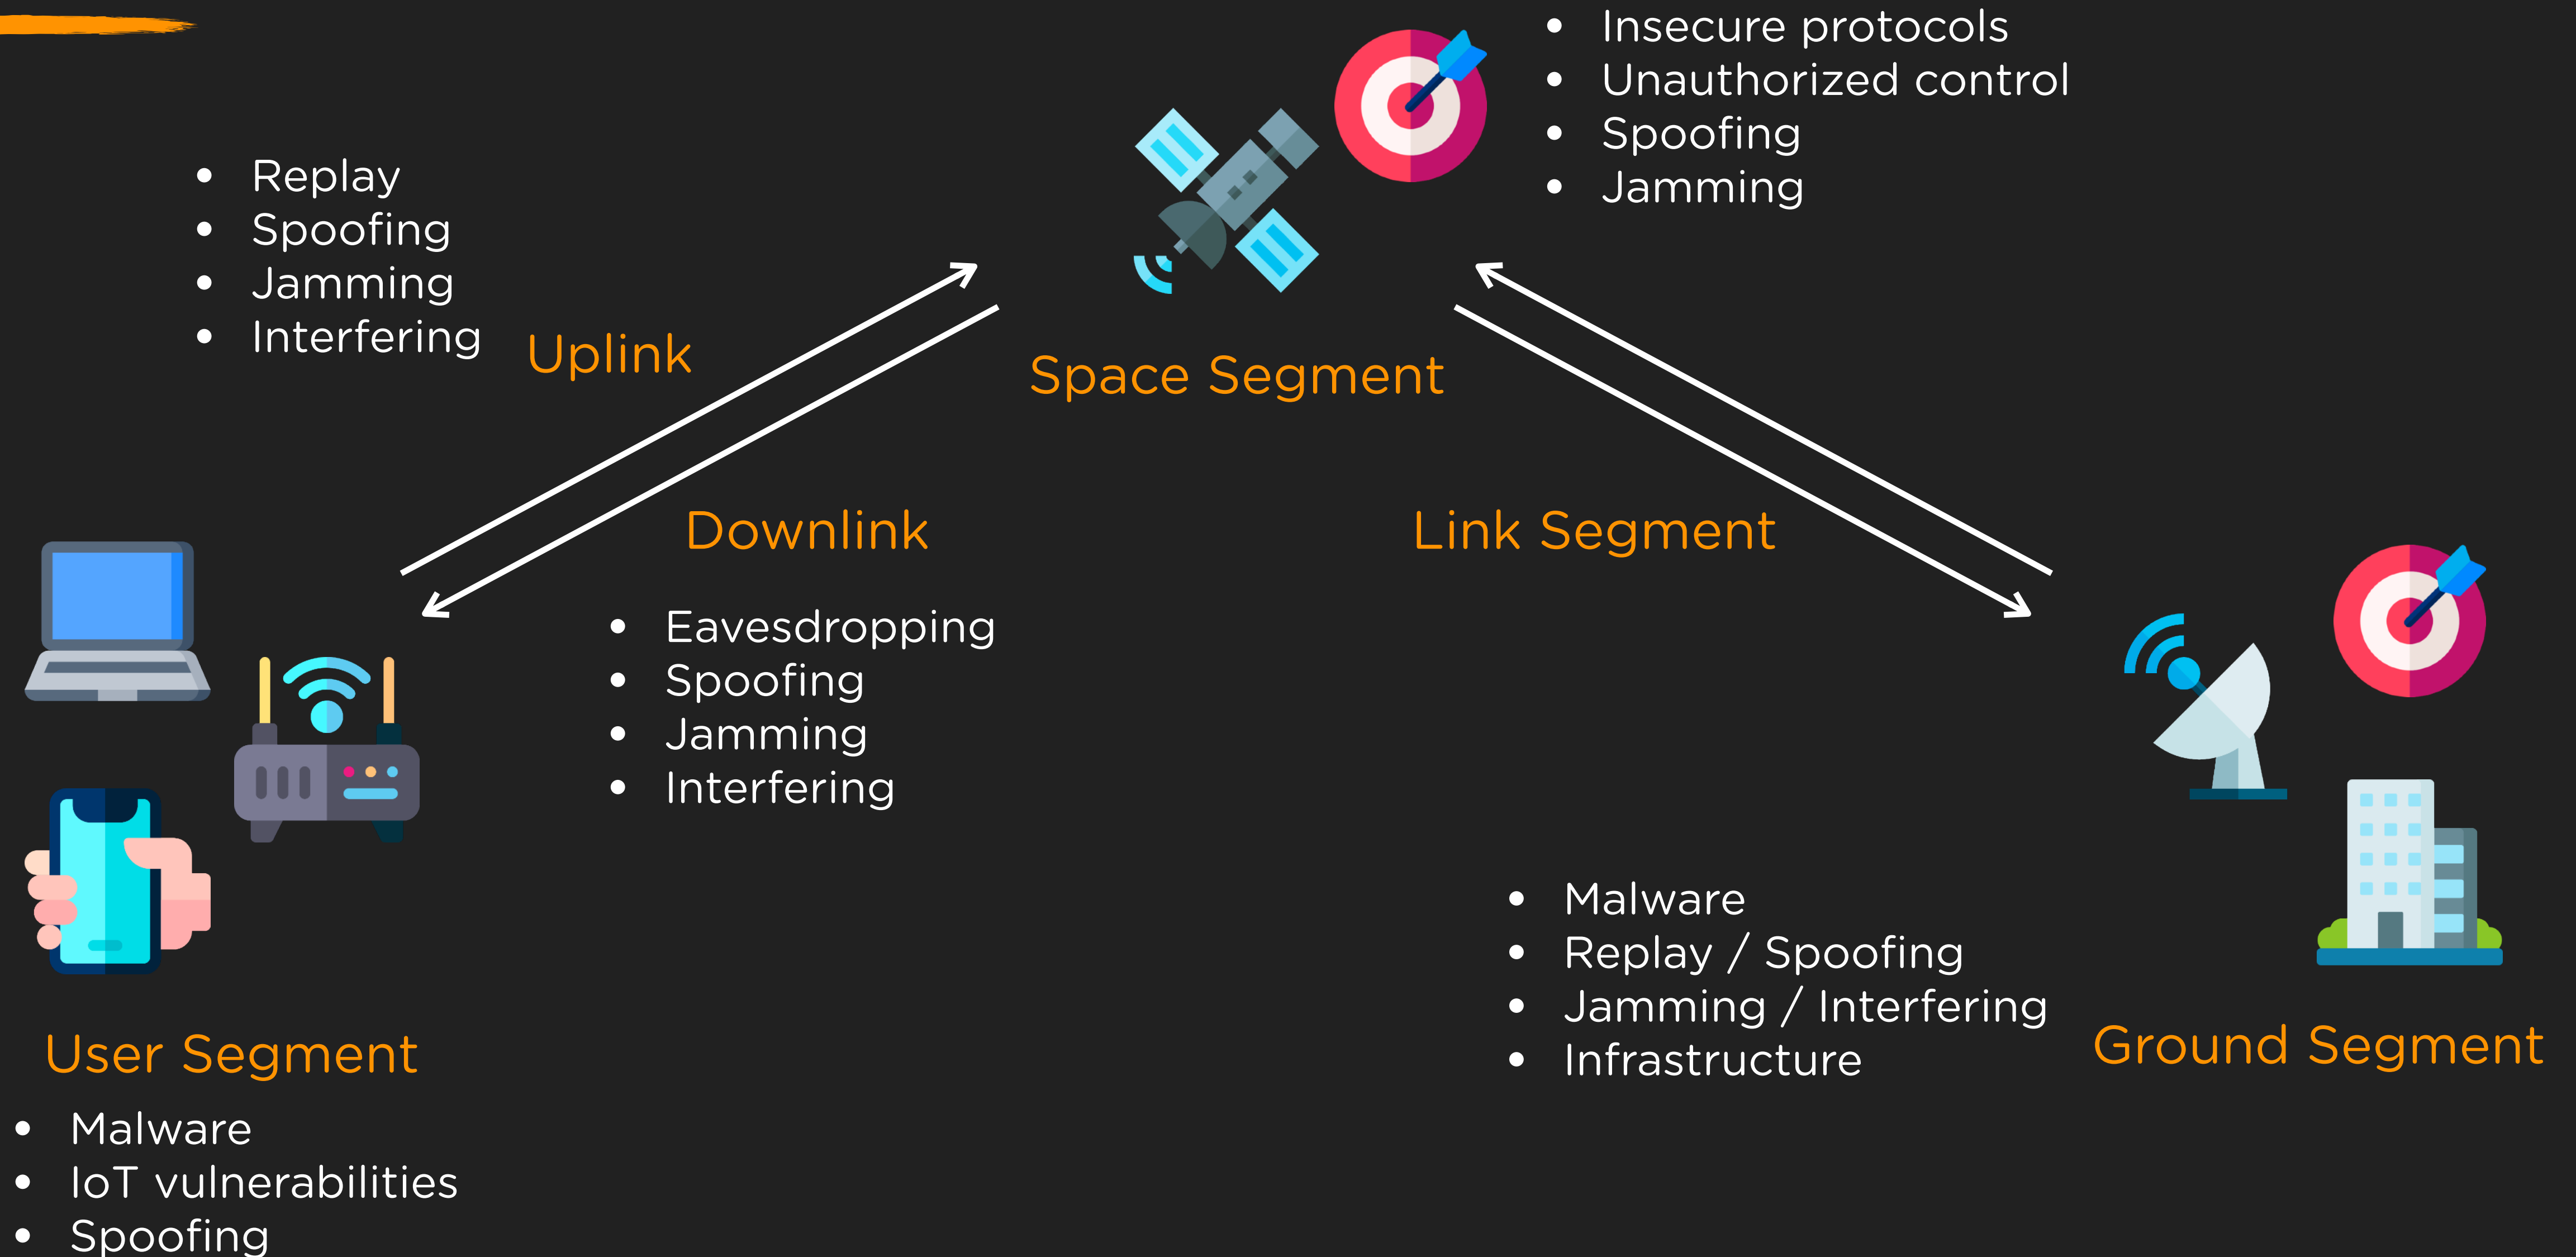 • Insecure protocols
• Unauthorized control
• Spoofing
• Jamming
• Replay
• Spoofing
• Jamming
• Interfering
Uplink
Space Segment
Downlink
Link Segment
• Eavesdropping
• Spoofing
• Jamming
• Interfering
• Malware
• Replay / Spoofing
• Jamming / Interfering
• Infrastructure
Ground Segment
User Segment
• Malware
• IoT vulnerabilities
• Spoofing